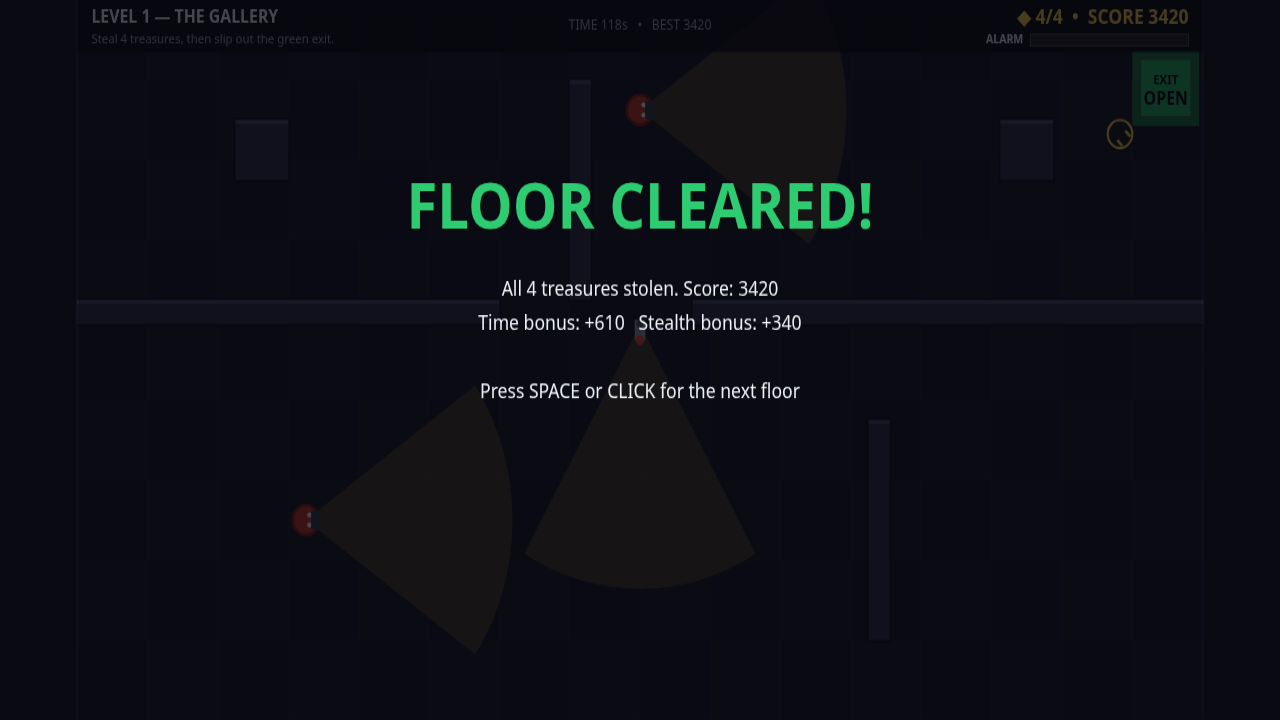 LEVEL 1 — THE GALLERY
Steal 4 treasures, then slip out the green exit.
TIME 118s • BEST 3420
◆ 4/4 • SCORE 3420
ALARM
EXIT
OPEN
FLOOR CLEARED!
All 4 treasures stolen. Score: 3420
Time bonus: +610 Stealth bonus: +340
Press SPACE or CLICK for the next floor